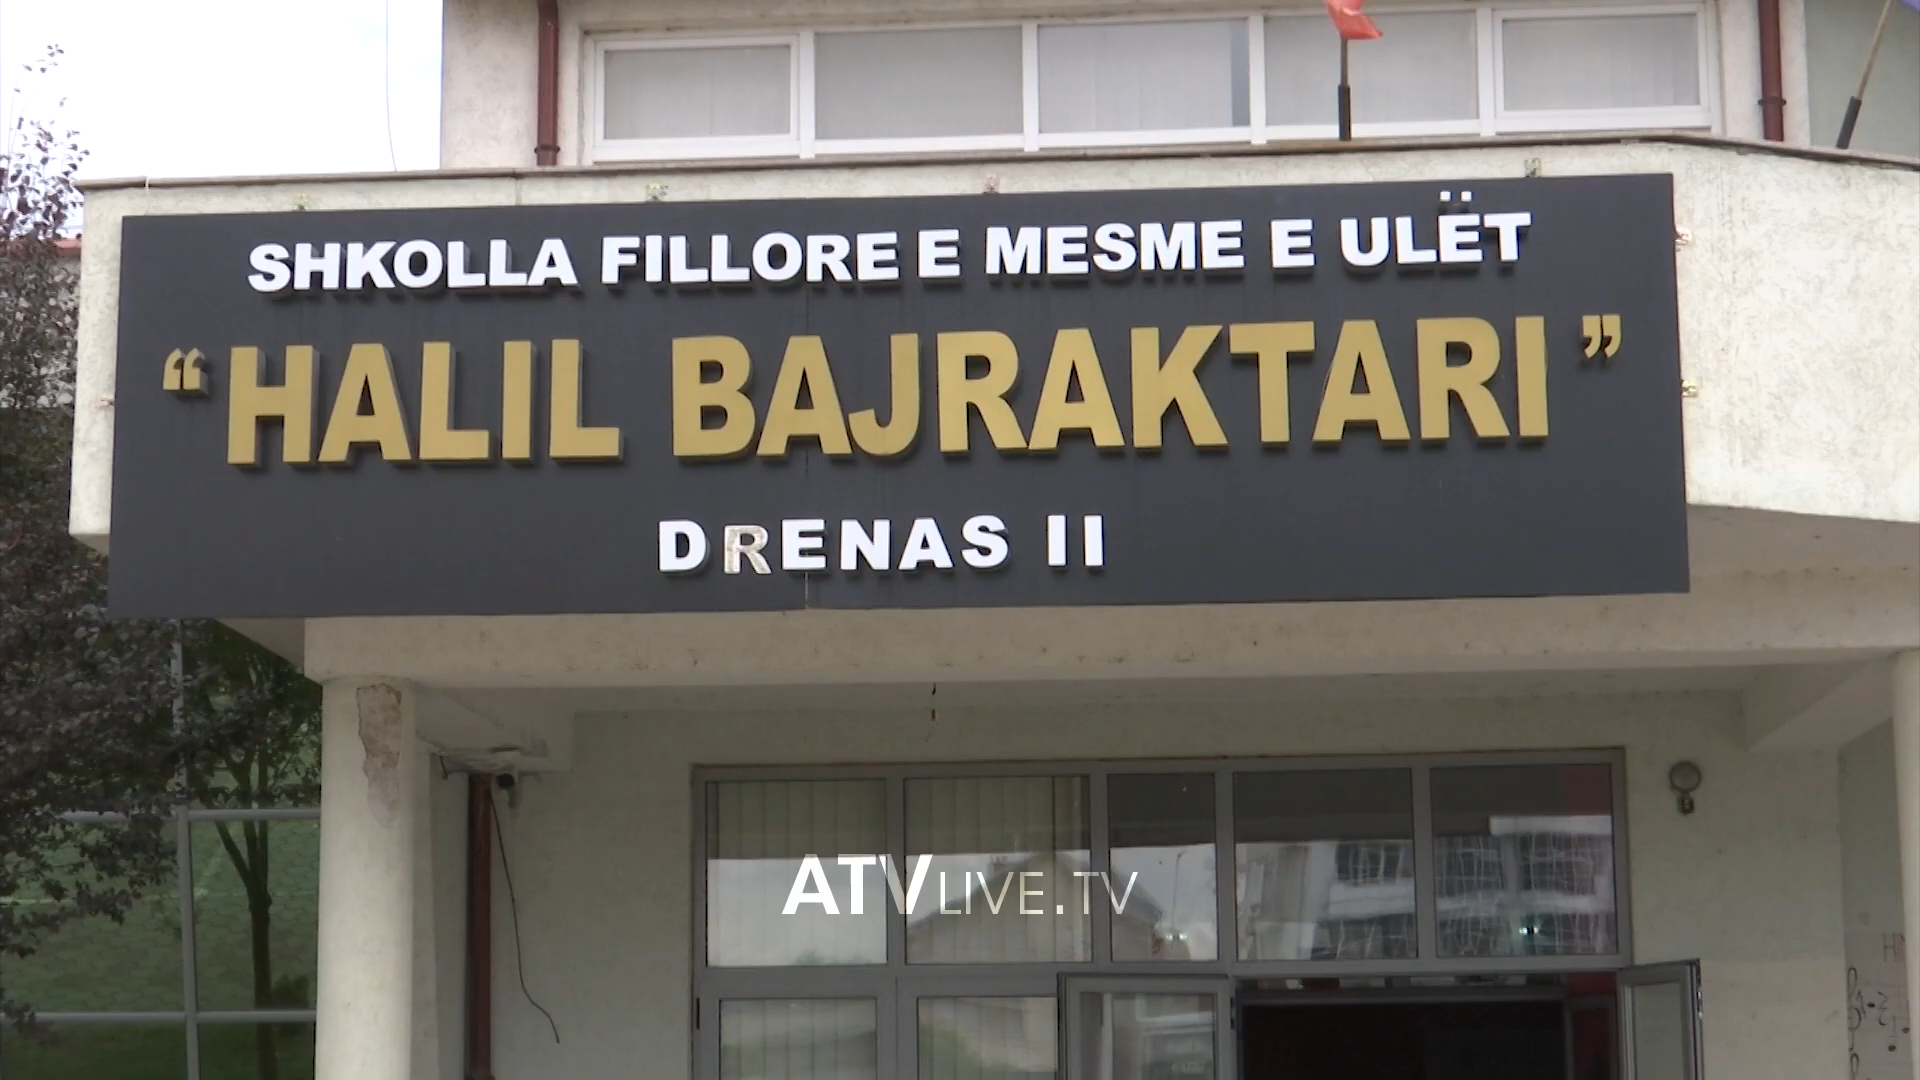 SHKOLLA FILLORE E MESME E ULËT
“HALIL BAJRAKTARI”
DRENAS II
ATVLIVE.TV